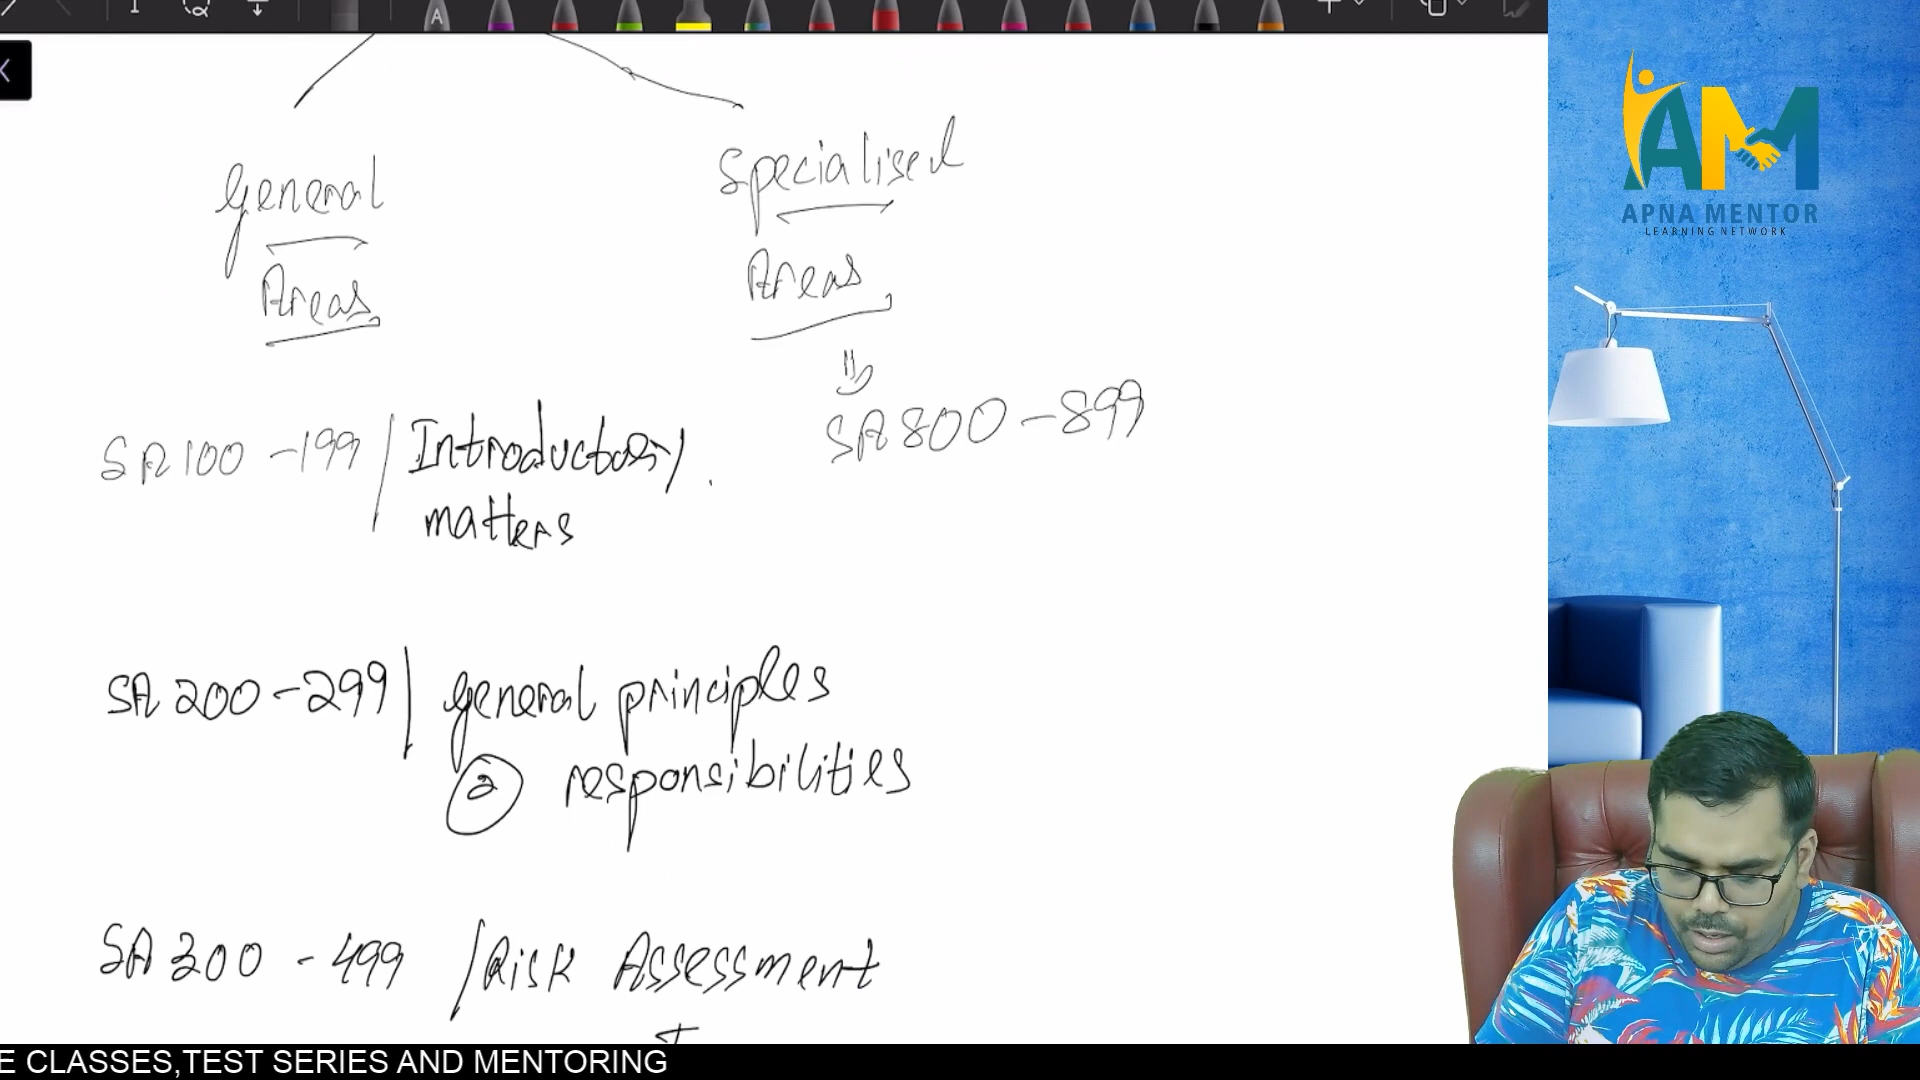 General
Areas
Specialised
Areas
SA 800 - 899
SA 100 - 199 / Introductory
matters
SA 200 - 299 | general principles
responsibilities
SA 300 - 499 / Risk Assessment
AM
APNA MENTOR
LEARNING NETWORK
E CLASSES,TEST SERIES AND MENTORING